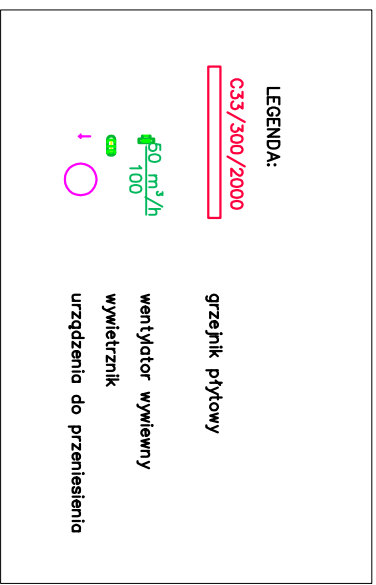 LEGENDA:
C33/300/2000
grzejnik płytowy
50 m³/h
100
wentylator wywiewny
wywietrznik
urządzenia do przeniesienia